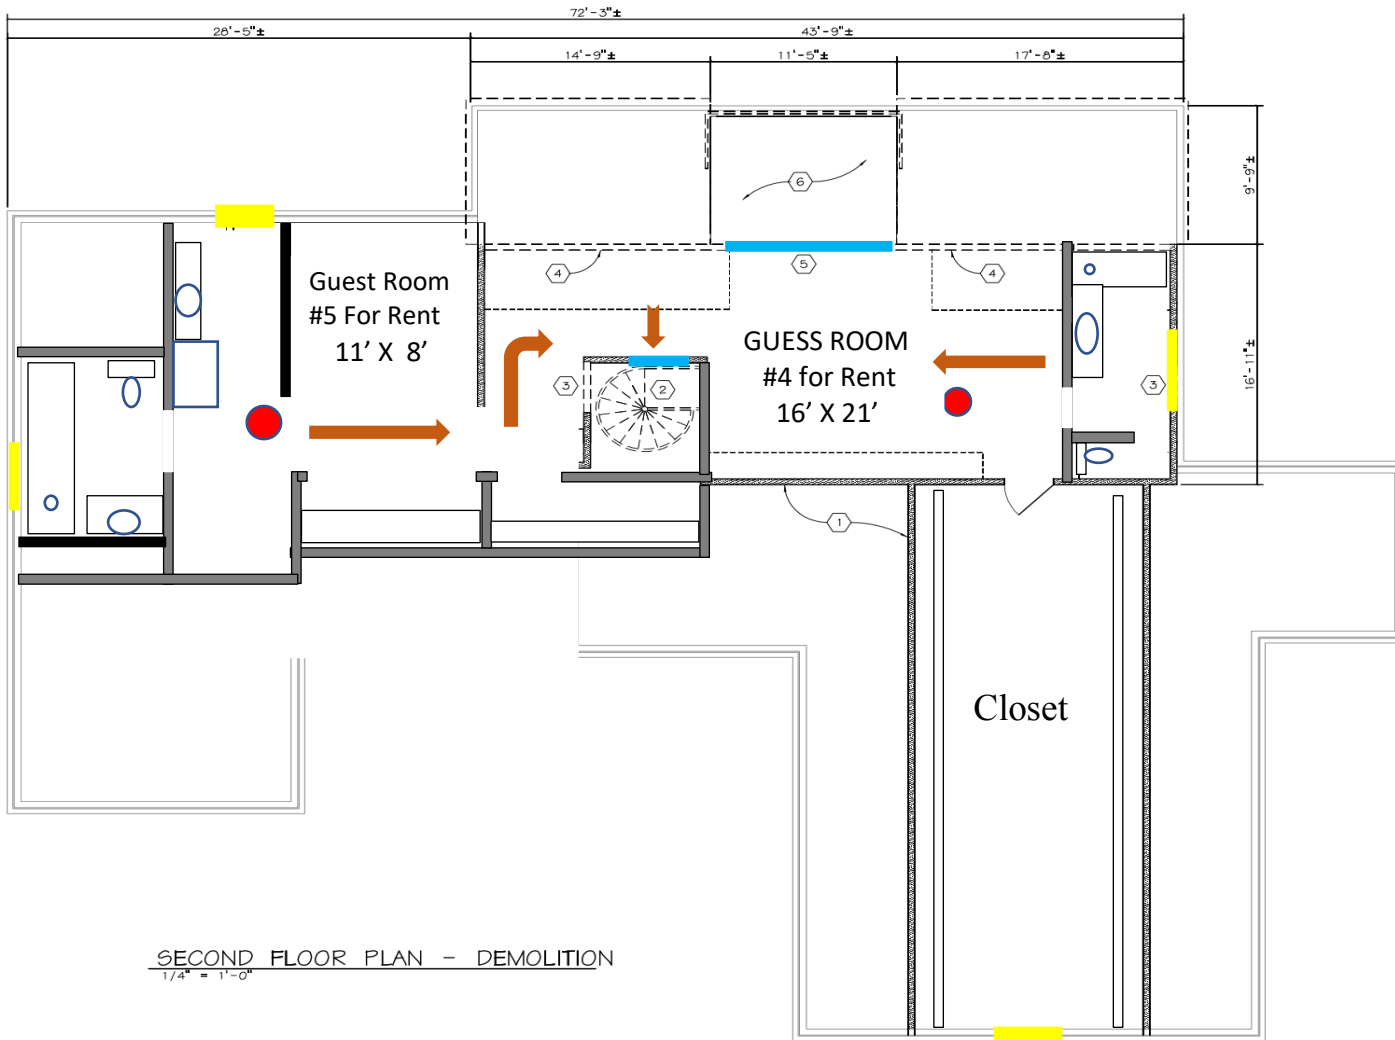 72'-3"±
28'-5"±
43'-9"±
14'-9"±
11'-5"±
17'-8"±
9'-9"±
16'-11"±
6
5
4
4
Guest Room
#5 For Rent
11' X 8'
GUESS ROOM
#4 for Rent
16' X 21'
3
2
3
1
Closet
SECOND FLOOR PLAN - DEMOLITION
1/4" = 1'-0"